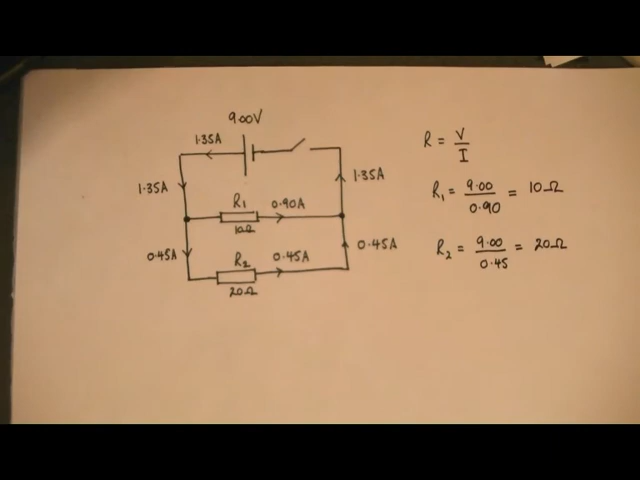 9.00V
1.35A
1.35A
1.35A
R1
0.90A
10Ω
0.45A
R2
0.45A
0.45A
20Ω
R = V/I
R1 = 9.00/0.90 = 10Ω
R2 = 9.00/0.45 = 20Ω